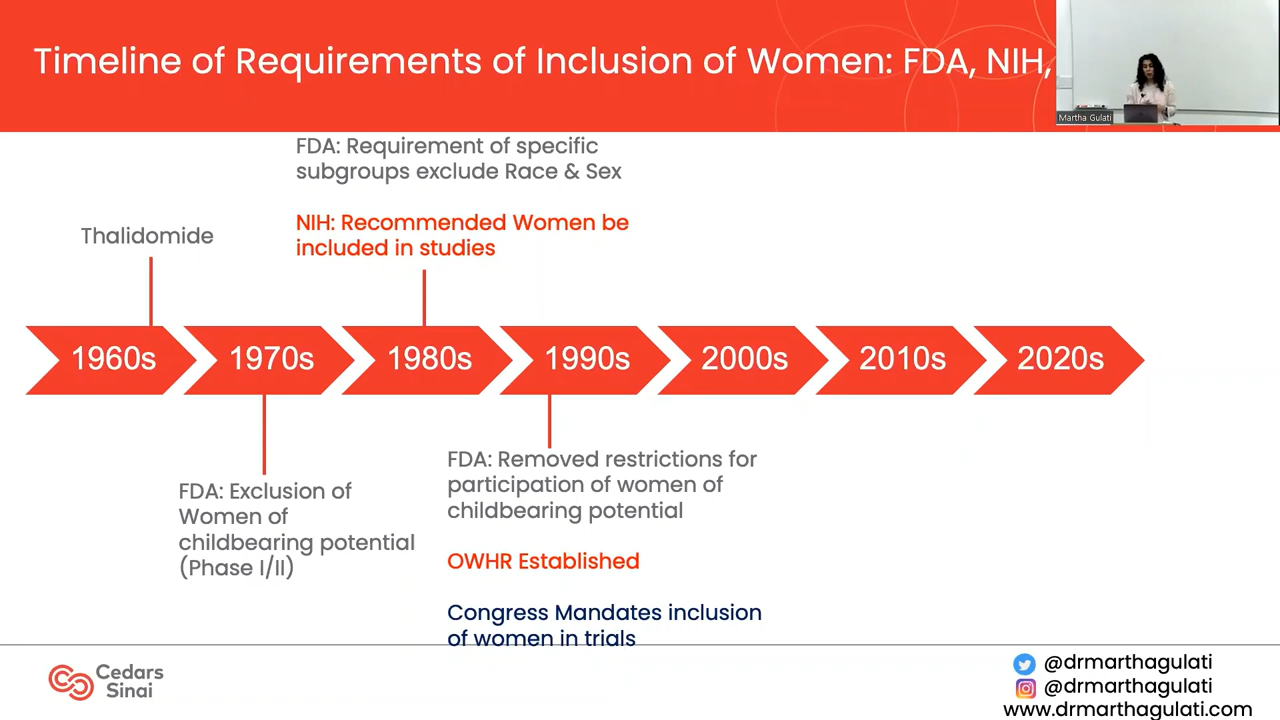 Timeline of Requirements of Inclusion of Women: FDA, NIH,
Martha Gulati
FDA: Requirement of specific
subgroups exclude Race & Sex
NIH: Recommended Women be
included in studies
Thalidomide
1960s
1970s
1980s
1990s
2000s
2010s
2020s
FDA: Exclusion of
Women of
childbearing potential
(Phase I/II)
FDA: Removed restrictions for
participation of women of
childbearing potential
OWHR Established
Congress Mandates inclusion
of women in trials
Cedars
Sinai
@drmarthagulati
@drmarthagulati
www.drmarthagulati.com